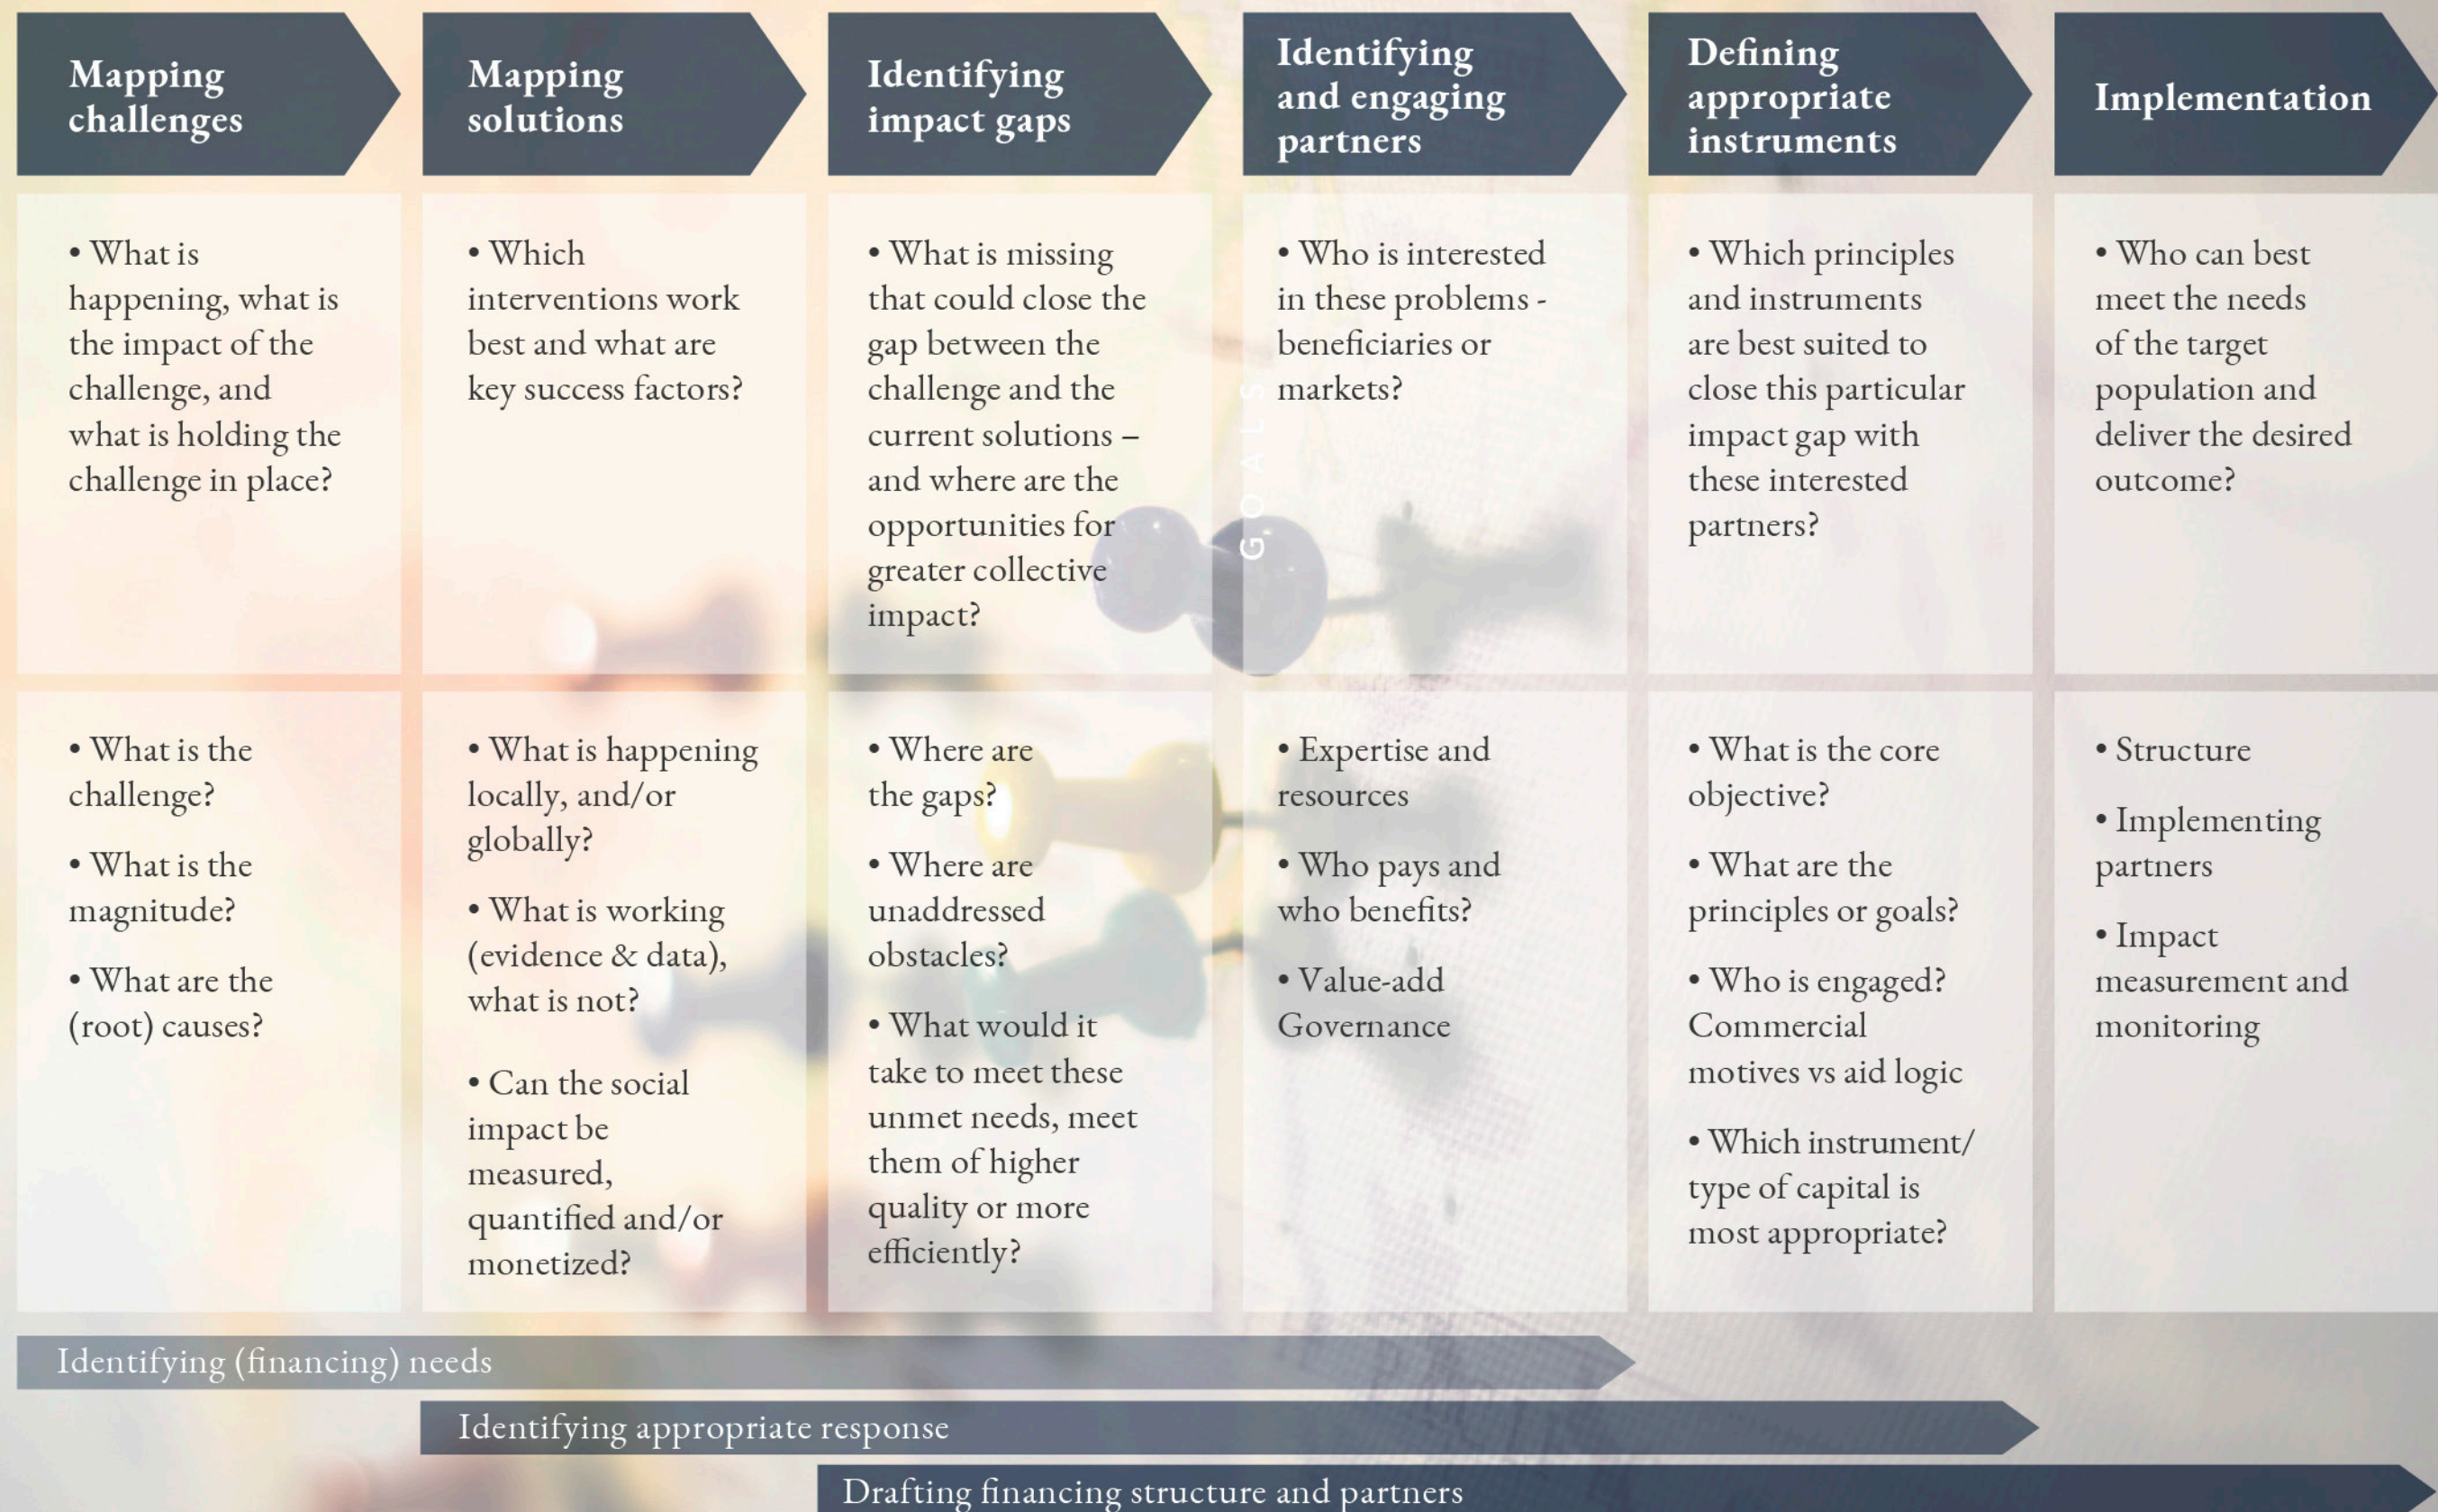 Mapping
challenges
Mapping
solutions
Identifying
impact gaps
Identifying
and engaging
partners
Defining
appropriate
instruments
Implementation
• What is
happening, what is
the impact of the
challenge, and
what is holding the
challenge in place?
• Which
interventions work
best and what are
key success factors?
• What is missing
that could close the
gap between the
challenge and the
current solutions –
and where are the
opportunities for
greater collective
impact?
• Who is interested
in these problems -
beneficiaries or
markets?
• Which principles
and instruments
are best suited to
close this particular
impact gap with
these interested
partners?
• Who can best
meet the needs
of the target
population and
deliver the desired
outcome?
GOALS
• What is the
challenge?
• What is the
magnitude?
• What are the
(root) causes?
• What is happening
locally, and/or
globally?
• What is working
(evidence & data),
what is not?
• Can the social
impact be
measured,
quantified and/or
monetized?
• Where are
the gaps?
• Where are
unaddressed
obstacles?
• What would it
take to meet these
unmet needs, meet
them of higher
quality or more
efficiently?
• Expertise and
resources
• Who pays and
who benefits?
• Value-add
Governance
• What is the core
objective?
• What are the
principles or goals?
• Who is engaged?
Commercial
motives vs aid logic
• Which instrument/
type of capital is
most appropriate?
• Structure
• Implementing
partners
• Impact
measurement and
monitoring
Identifying (financing) needs
Identifying appropriate response
Drafting financing structure and partners